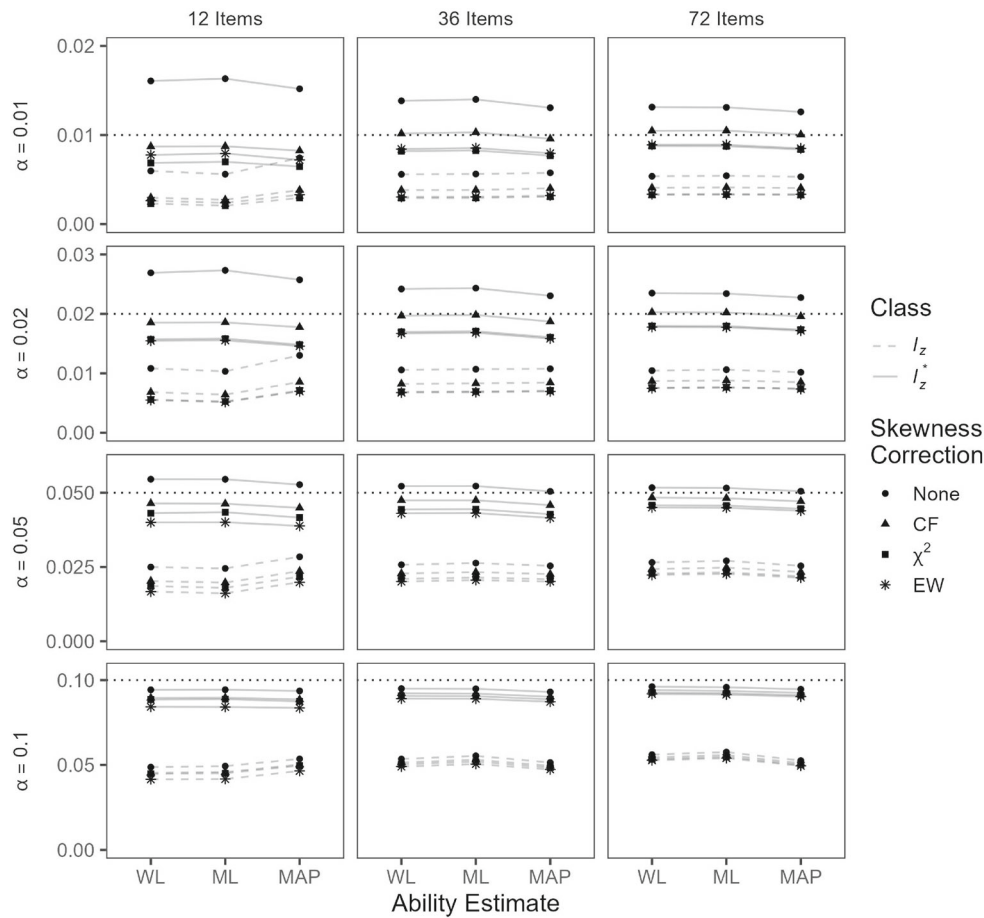 12 Items
36 Items
72 Items
α = 0.01
0.02
0.01
0.00
α = 0.02
0.03
0.02
0.01
0.00
α = 0.05
0.050
0.025
0.000
α = 0.1
0.10
0.05
0.00
WL ML MAP
WL ML MAP
WL ML MAP
Ability Estimate
Class
l_z
l_z^*
Skewness
Correction
None
CF
χ²
EW